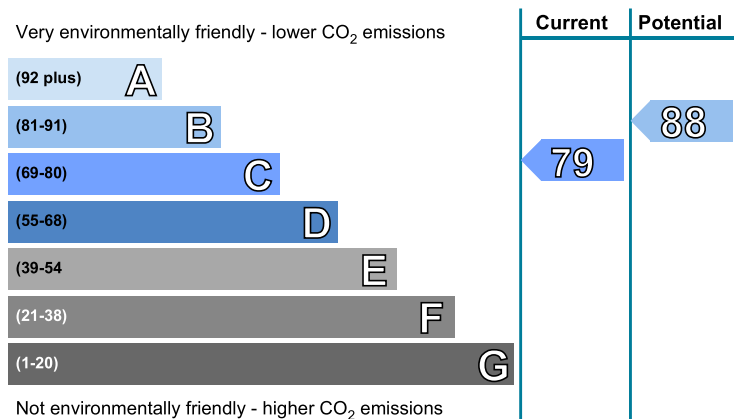 Very environmentally friendly - lower CO2 emissions
Current
Potential
(92 plus) A
(81-91) B
88
(69-80) C
79
(55-68) D
(39-54 E
(21-38) F
(1-20) G
Not environmentally friendly - higher CO2 emissions